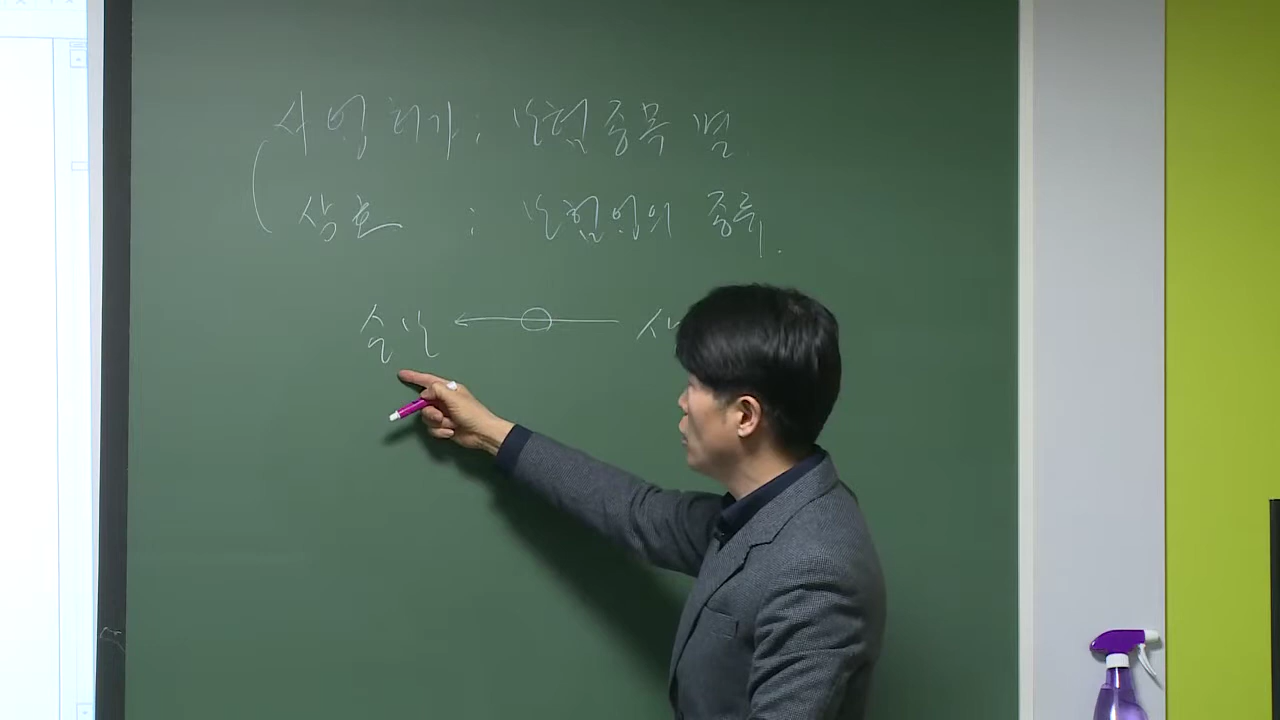 사업허가 : 보험종목 별
상호 : 보험업의 종류.
손보 ←